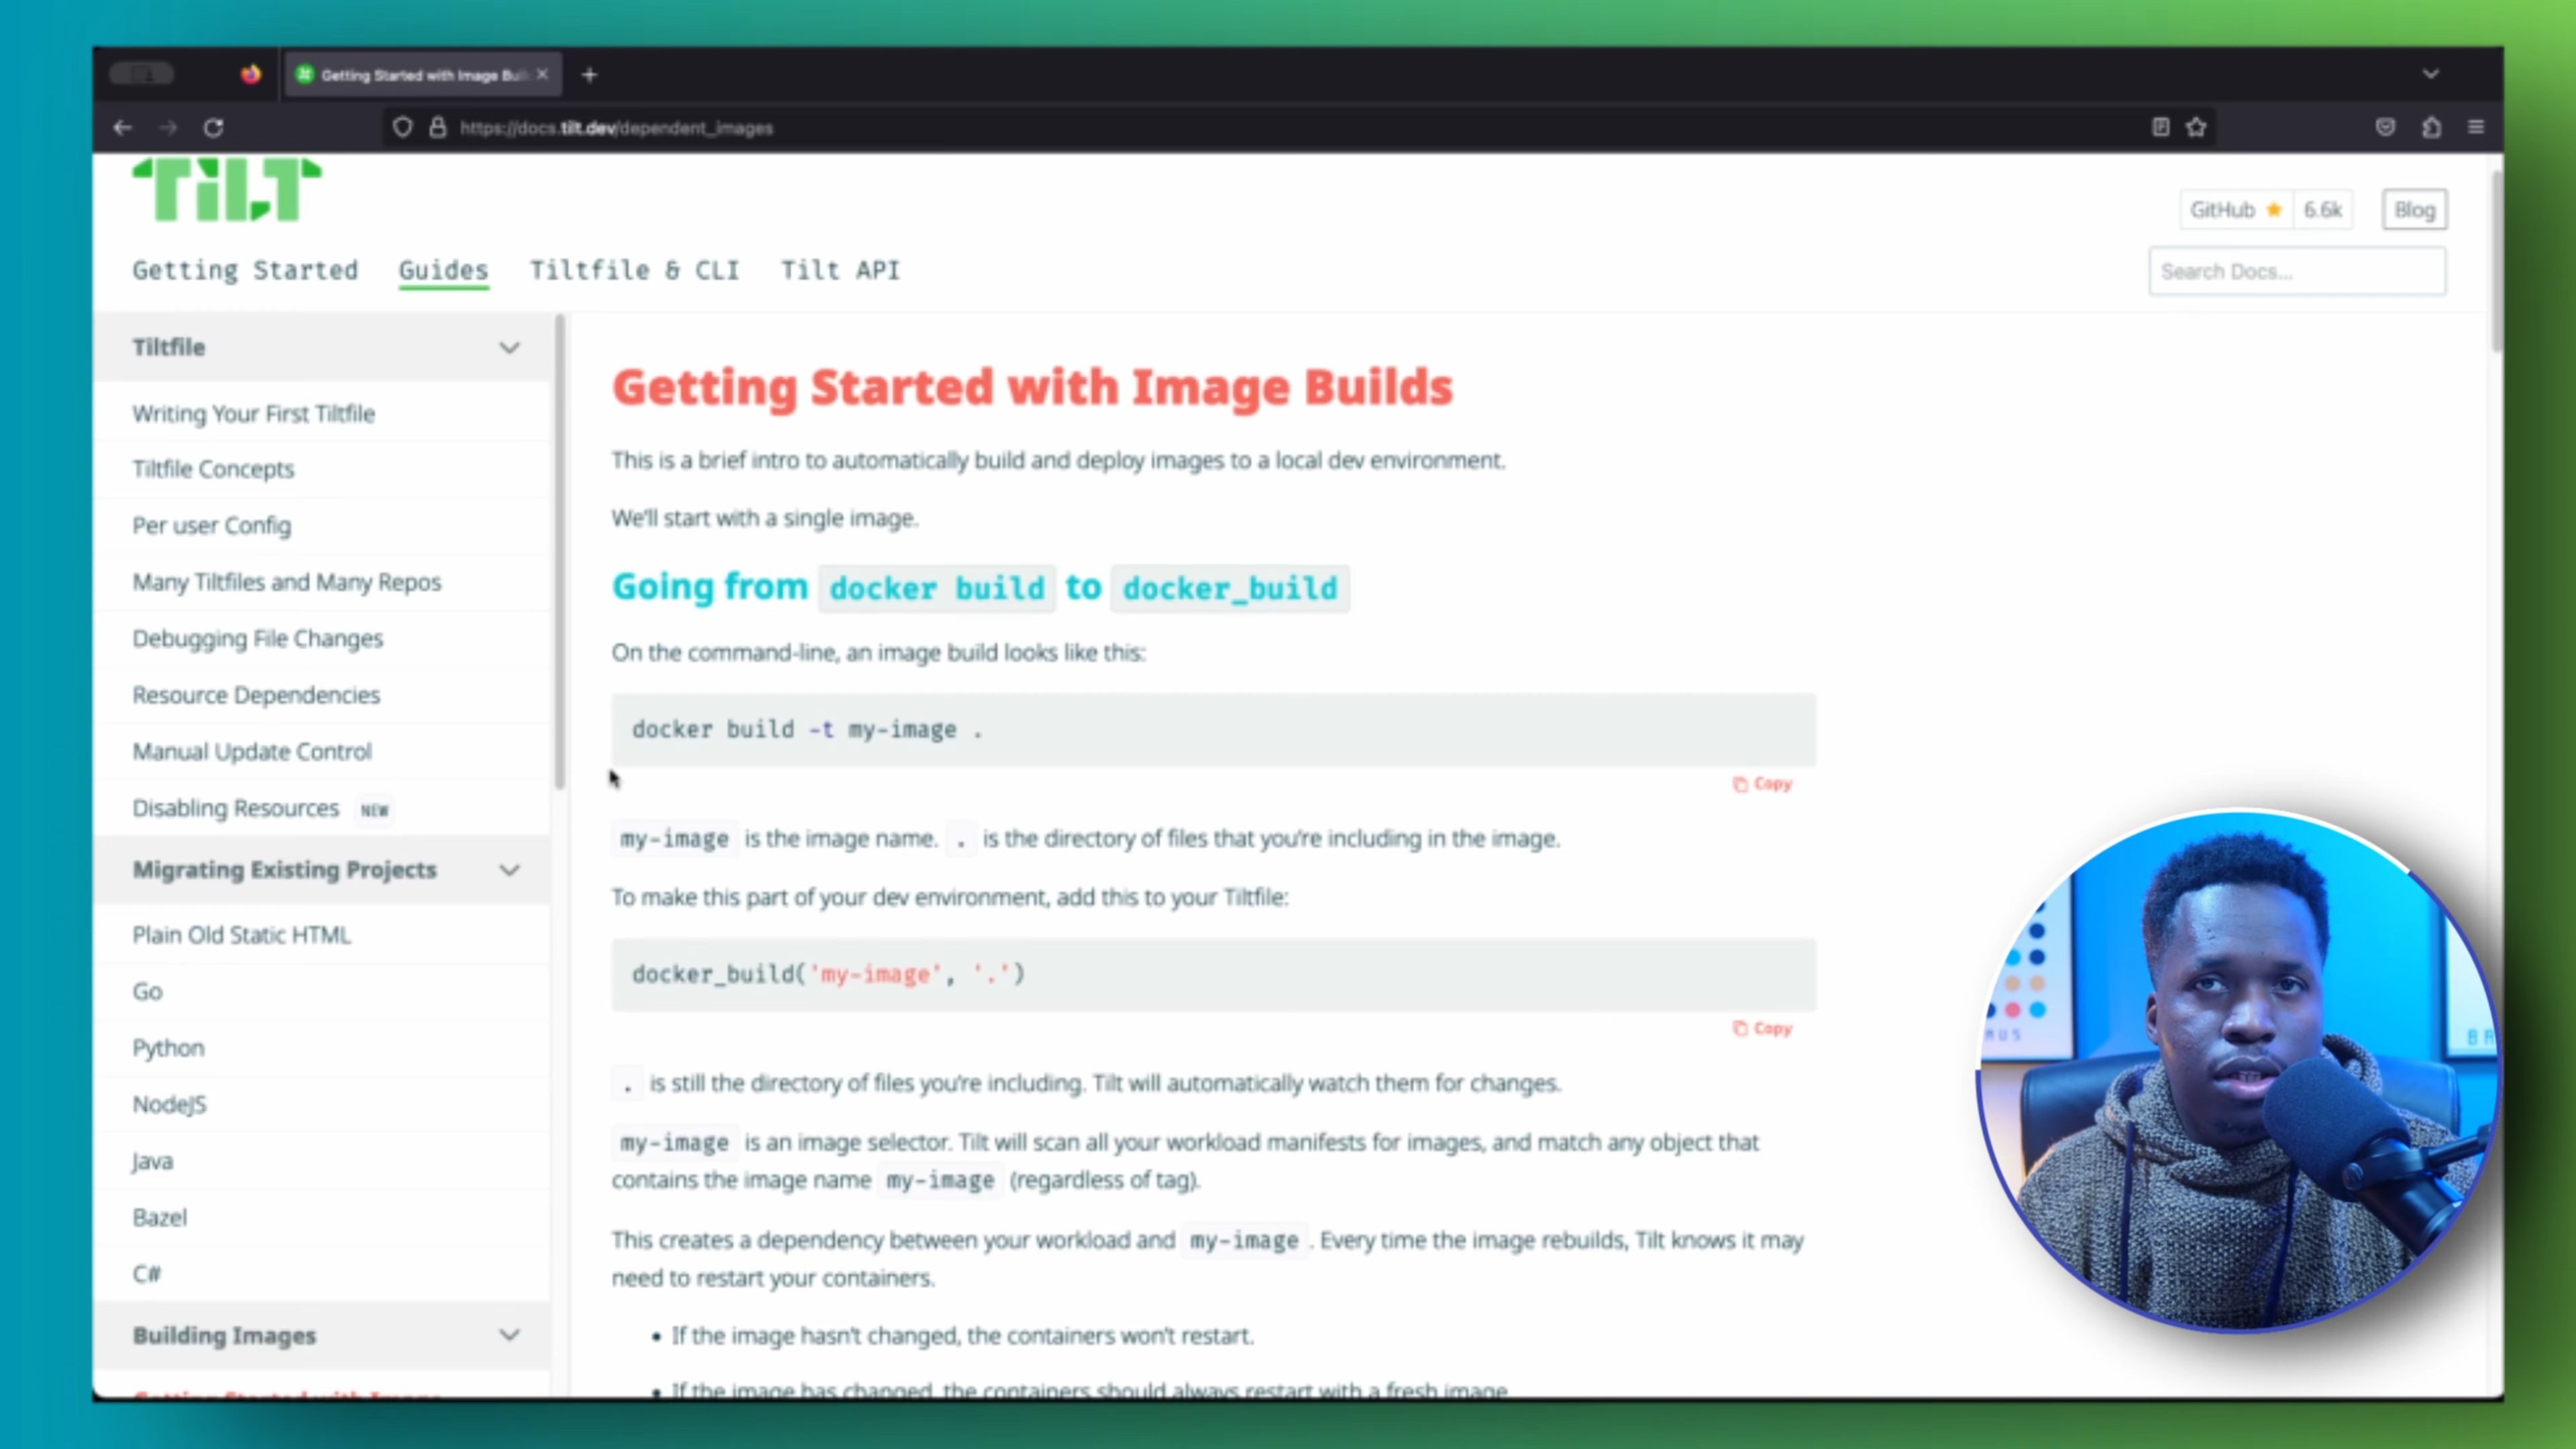 Getting Started with Image Buil
https://docs.tilt.dev/dependent_images
TILT
GitHub 6.6k
Blog
Getting Started
Guides
Tiltfile & CLI
Tilt API
Search Docs...
Tiltfile
Writing Your First Tiltfile
Tiltfile Concepts
Per user Config
Many Tiltfiles and Many Repos
Debugging File Changes
Resource Dependencies
Manual Update Control
Disabling Resources NEW
Migrating Existing Projects
Plain Old Static HTML
Go
Python
NodeJS
Java
Bazel
C#
Building Images
Getting Started with Image
Getting Started with Image Builds
This is a brief intro to automatically build and deploy images to a local dev environment.
We'll start with a single image.
Going from docker build to docker_build
On the command-line, an image build looks like this:
docker build -t my-image .
Copy
my-image is the image name. . is the directory of files that you're including in the image.
To make this part of your dev environment, add this to your Tiltfile:
docker_build('my-image', '.')
Copy
. is still the directory of files you're including. Tilt will automatically watch them for changes.
my-image is an image selector. Tilt will scan all your workload manifests for images, and match any object that
contains the image name my-image (regardless of tag).
This creates a dependency between your workload and my-image . Every time the image rebuilds, Tilt knows it may
need to restart your containers.
• If the image hasn't changed, the containers won't restart.
• If the image has changed, the containers should always restart with a fresh image